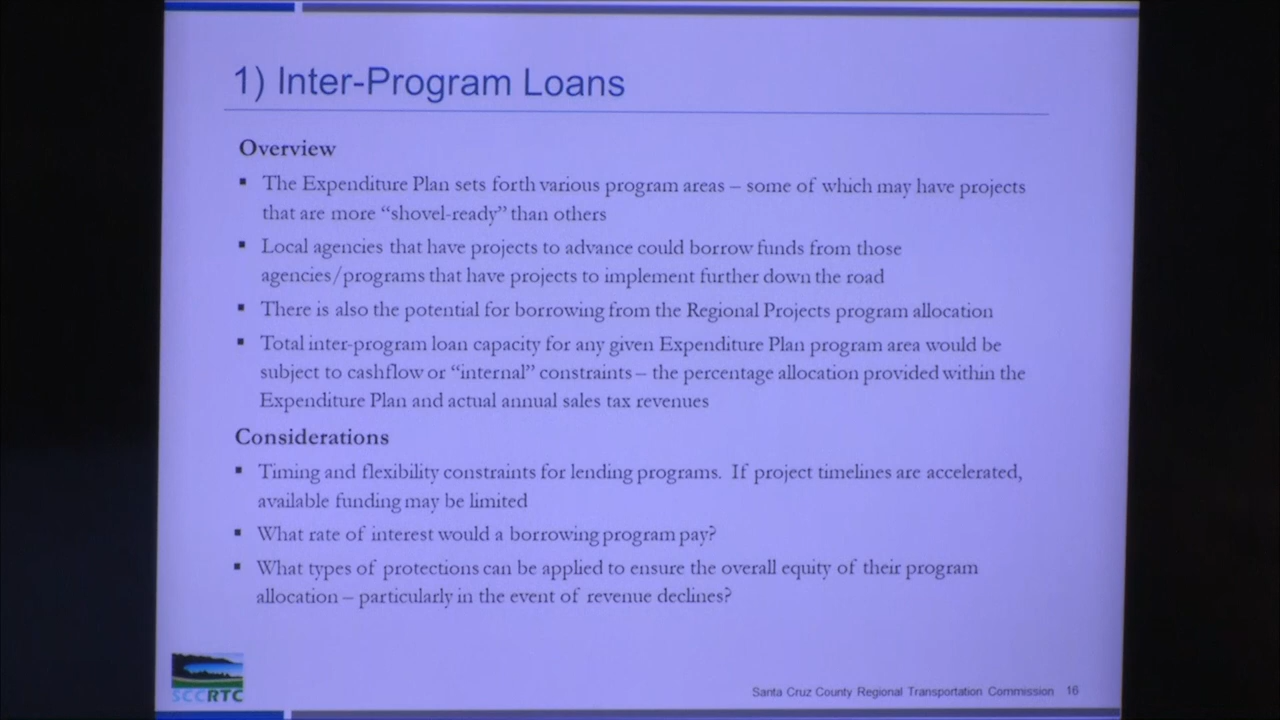 1) Inter-Program Loans
Overview
▪ The Expenditure Plan sets forth various program areas – some of which may have projects
that are more “shovel-ready” than others
▪ Local agencies that have projects to advance could borrow funds from those
agencies/programs that have projects to implement further down the road
▪ There is also the potential for borrowing from the Regional Projects program allocation
▪ Total inter-program loan capacity for any given Expenditure Plan program area would be
subject to cashflow or “internal” constraints – the percentage allocation provided within the
Expenditure Plan and actual annual sales tax revenues
Considerations
▪ Timing and flexibility constraints for lending programs. If project timelines are accelerated,
available funding may be limited
▪ What rate of interest would a borrowing program pay?
▪ What types of protections can be applied to ensure the overall equity of their program
allocation – particularly in the event of revenue declines?
SCCRTC
Santa Cruz County Regional Transportation Commission 16